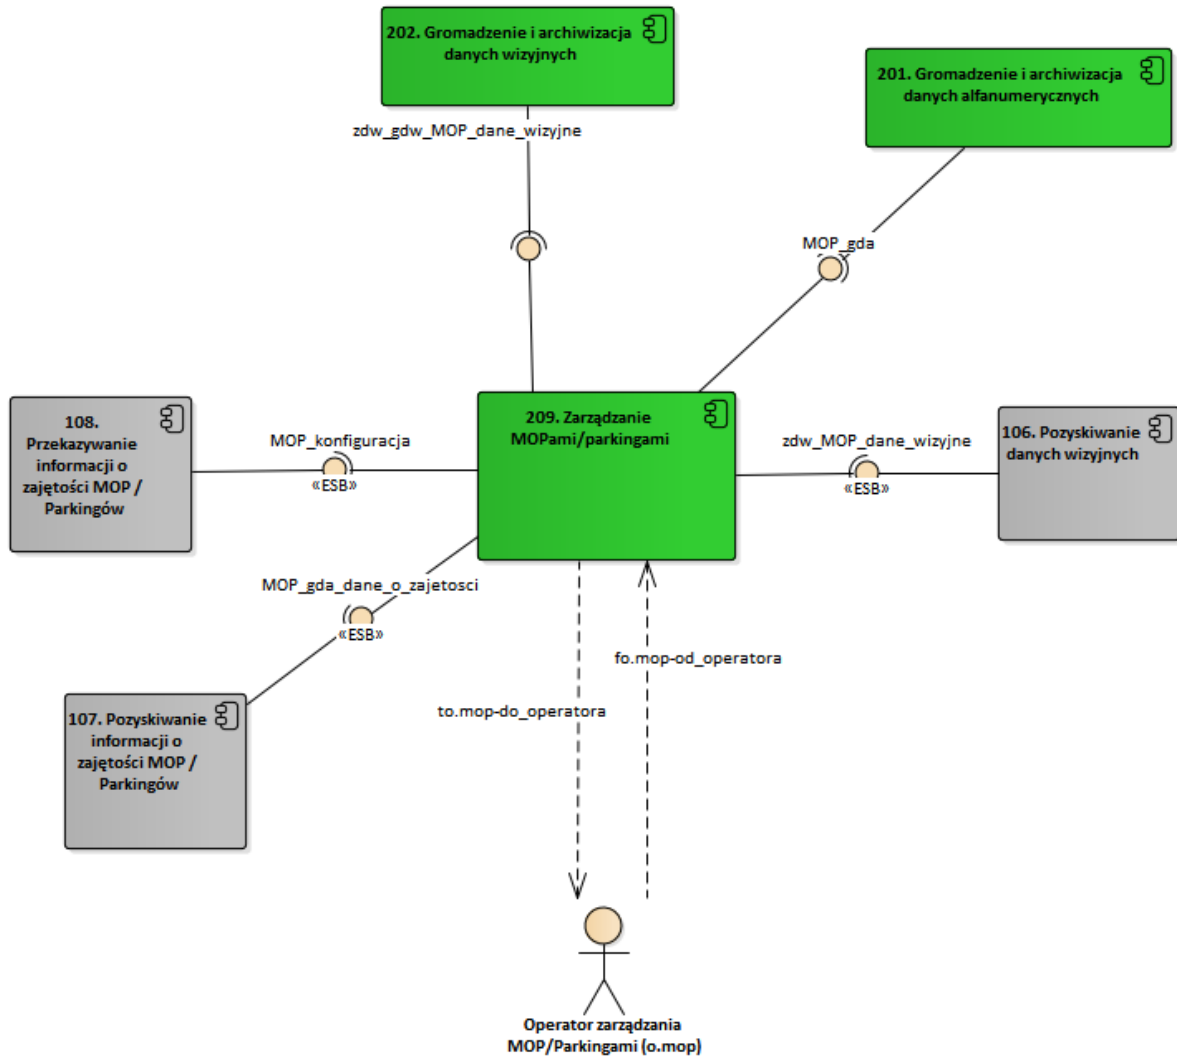 202. Gromadzenie i archiwizacja
danych wizyjnych
201. Gromadzenie i archiwizacja
danych alfanumerycznych
zdw_gdw_MOP_dane_wizyjne
MOP_gda
108.
Przekazywanie
informacji o
zajętości MOP /
Parkingów
MOP_konfiguracja
«ESB»
209. Zarządzanie
MOPami/parkingami
zdw_MOP_dane_wizyjne
«ESB»
106. Pozyskiwanie
danych wizyjnych
MOP_gda_dane_o_zajetosci
«ESB»
fo.mop-od_operatora
to.mop-do_operatora
107. Pozyskiwanie
informacji o
zajętości MOP /
Parkingów
Operator zarządzania
MOP/Parkingami (o.mop)